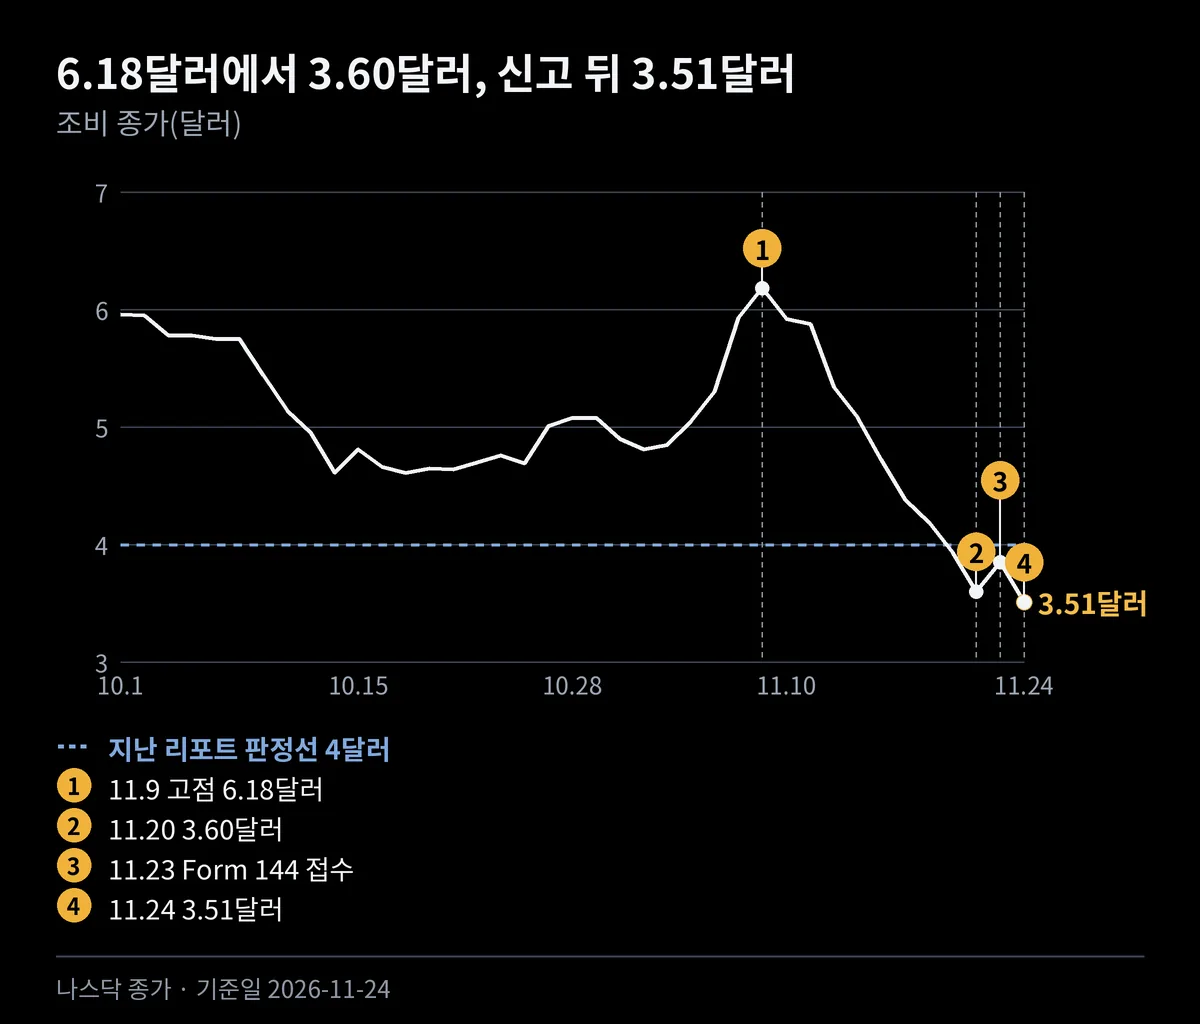 6.18달러에서 3.60달러, 신고 뒤 3.51달러
조비 종가(달러)
7
6
5
4
3
1
2
3
4
3.51달러
10.1 10.15 10.28 11.10 11.24
지난 리포트 판정선 4달러
1 11.9 고점 6.18달러
2 11.20 3.60달러
3 11.23 Form 144 접수
4 11.24 3.51달러
나스닥 종가 · 기준일 2026-11-24